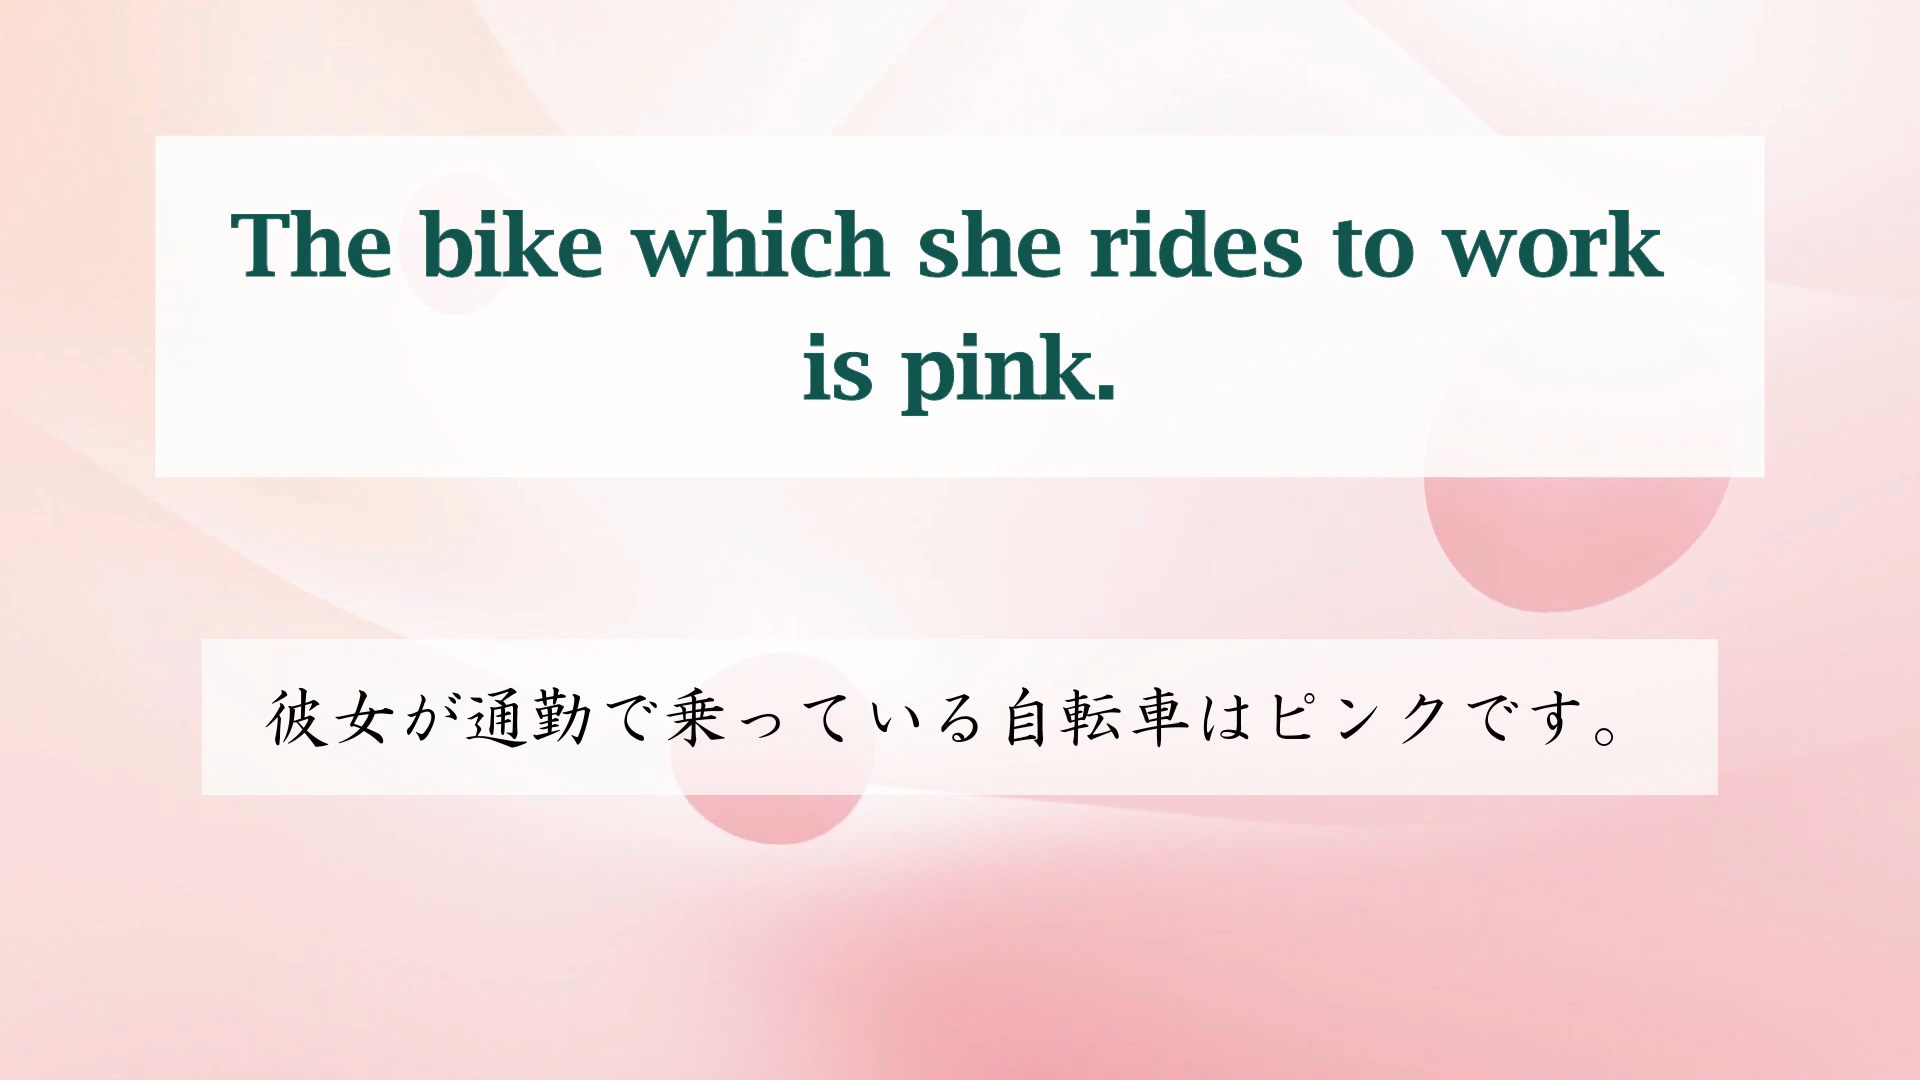 The bike which she rides to work
is pink.
彼女が通勤で乗っている自転車はピンクです。